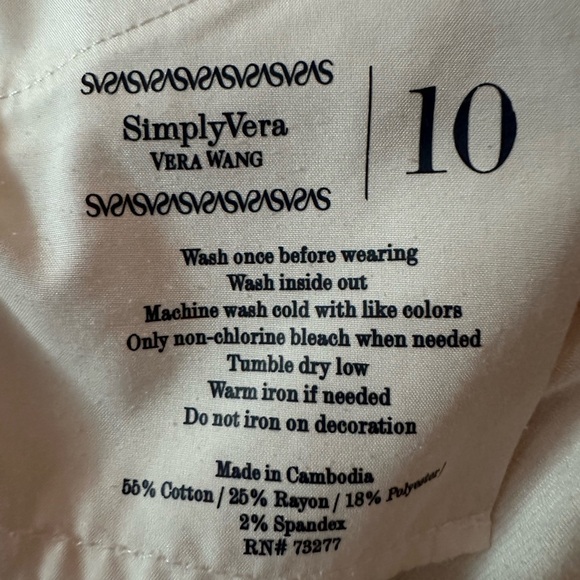 SVSVSVSVSVSVSVS
SimplyVera
VERA WANG
SVSVSVSVSVSVSVS
10
Wash once before wearing
Wash inside out
Machine wash cold with like colors
Only non-chlorine bleach when needed
Tumble dry low
Warm iron if needed
Do not iron on decoration
Made in Cambodia
55% Cotton / 25% Rayon / 18% Polyester/
2% Spandex
RN# 73277